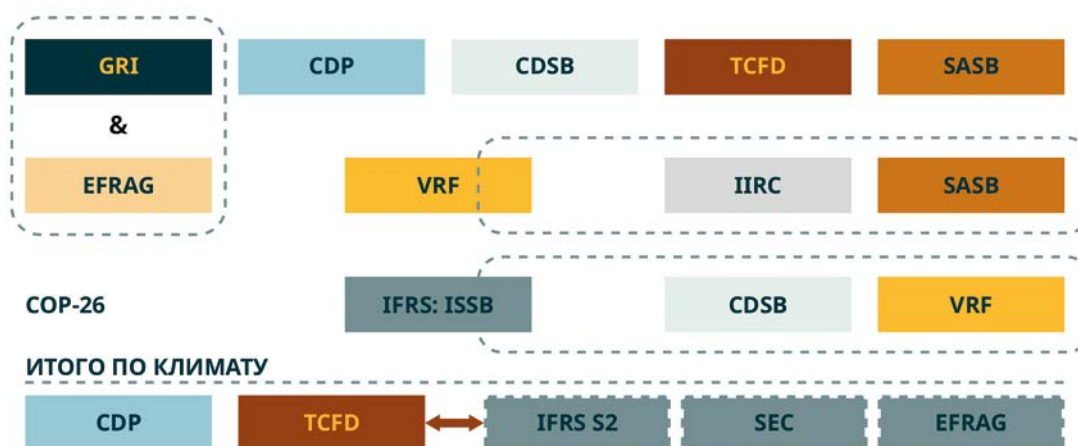 GRI CDP CDSB TCFD SASB
&
EFRAG VRF IIRC SASB
COP-26 IFRS: ISSB CDSB VRF
ИТОГО ПО КЛИМАТУ
CDP TCFD IFRS S2 SEC EFRAG